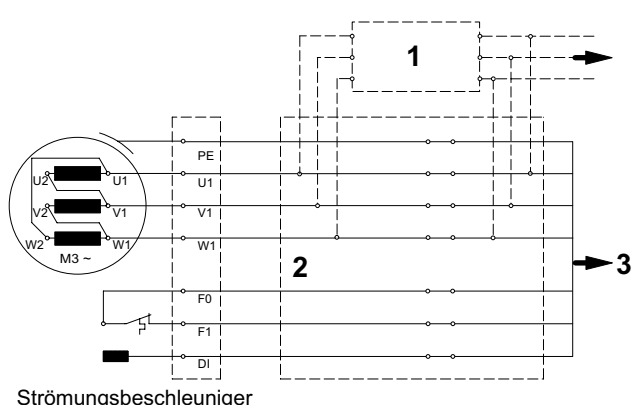 1
PE
U2 U1 U1
V2 V1 V1
W2 W1 W1
M3 ~
2
3
F0
F1
DI
Strömungsbeschleuniger